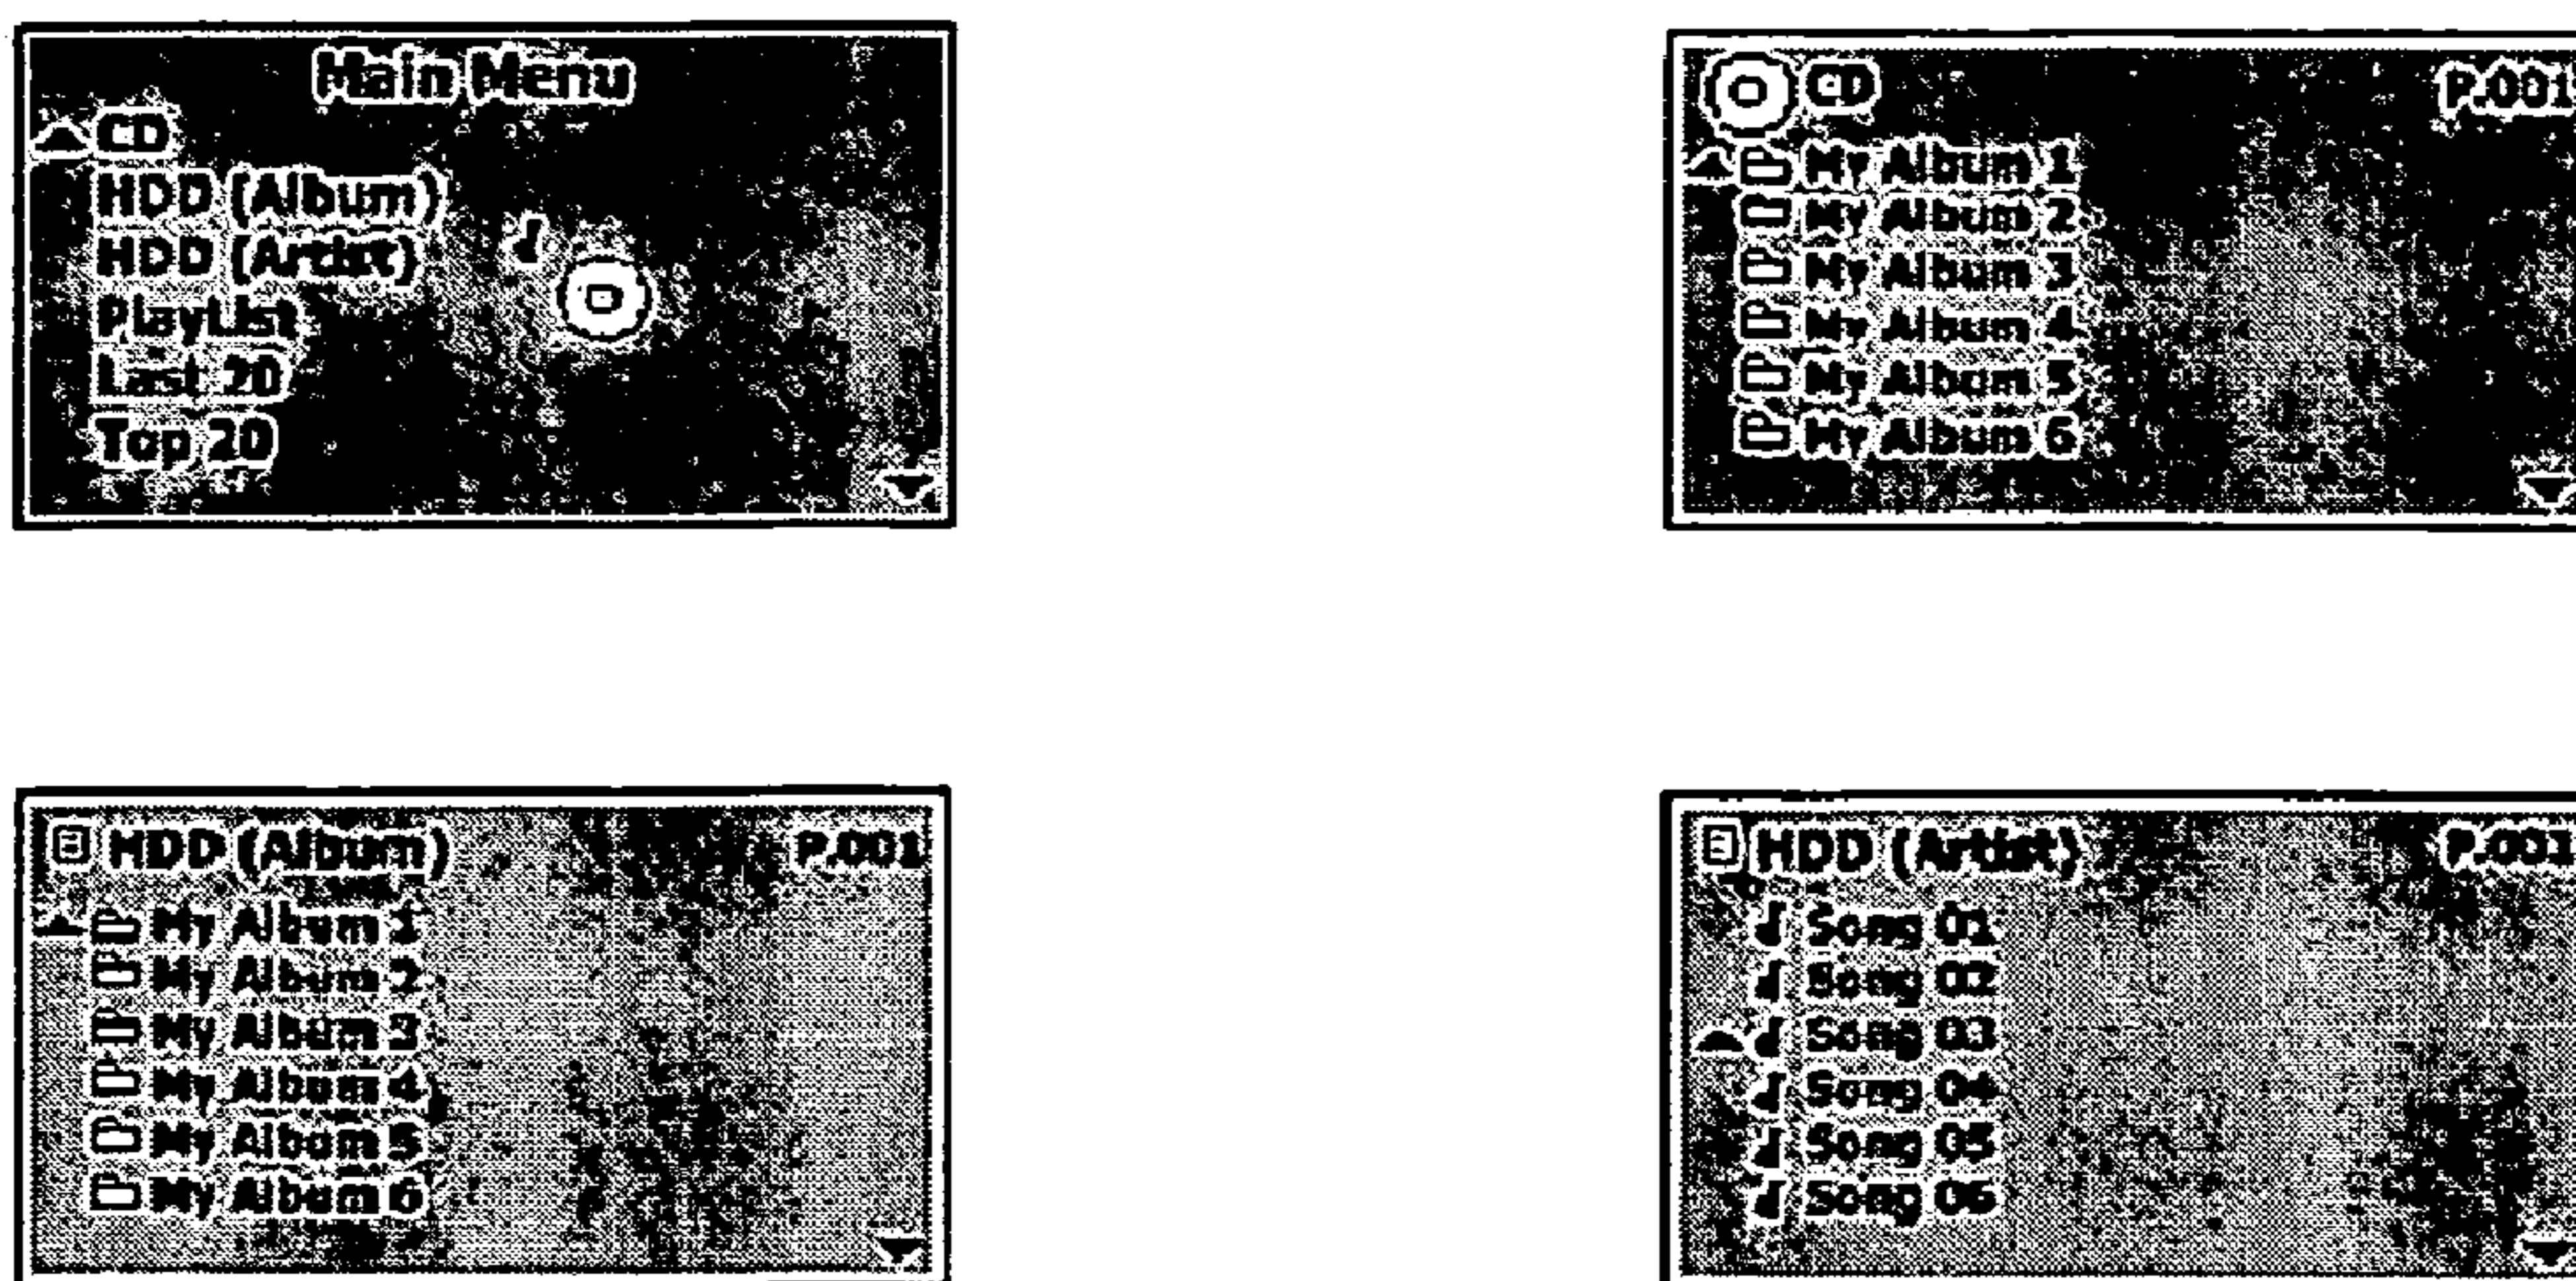 Main Menu
CD
HDD (Album)
HDD (Artist)
PlayList
Last 20
Top 20
CD P.001
My Album 1
My Album 2
My Album 3
My Album 4
My Album 5
My Album 6
HDD (Album) P.001
My Album 1
My Album 2
My Album 3
My Album 4
My Album 5
My Album 6
HDD (Artist) P.001
Song 01
Song 02
Song 03
Song 04
Song 05
Song 06